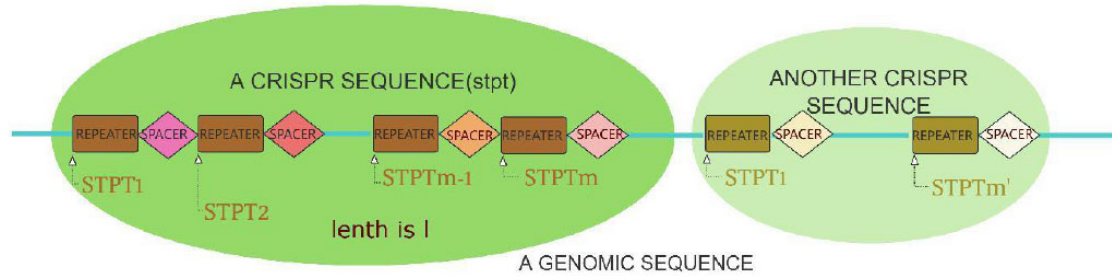 A CRISPR SEQUENCE(stpt)
ANOTHER CRISPR
SEQUENCE
REPEATER SPACER REPEATER SPACER REPEATER SPACER REPEATER SPACER REPEATER SPACER REPEATER SPACER
STPT1 STPT2 STPTm-1 STPTm STPT1 STPTm'
lenth is l
A GENOMIC SEQUENCE